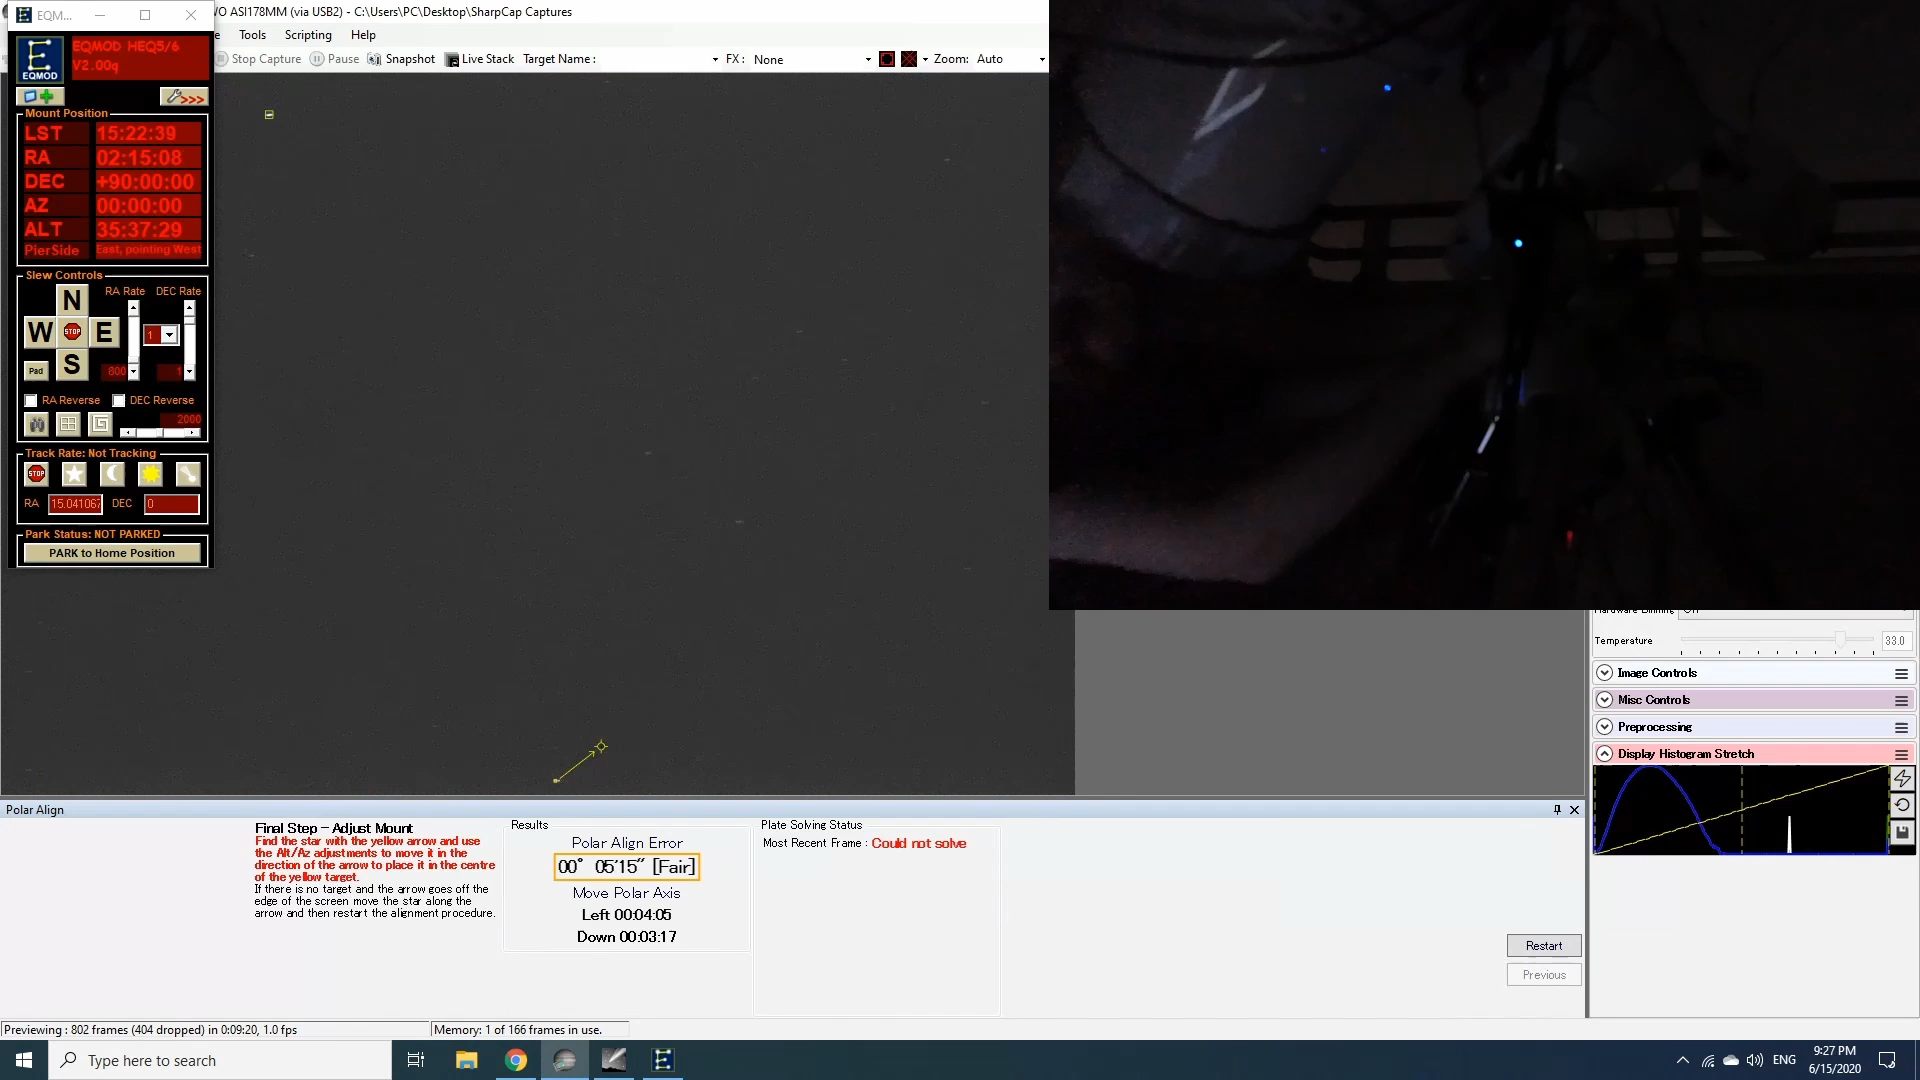 EQM...
WO ASI178MM (via USB2) - C:\Users\PC\Desktop\SharpCap Captures
Tools Scripting Help
Stop Capture Pause Snapshot Live Stack Target Name : FX : None Zoom: Auto
EQMOD
EQMOD HEQ5/6
V2.00q
>>>
Mount Position
LST 15:22:39
RA 02:15:08
DEC +90:00:00
AZ 00:00:00
ALT 35:37:29
PierSide East, pointing West
Slew Controls
RA Rate DEC Rate
N
W STOP E
S
1
Pad
800 1
RA Reverse DEC Reverse
2000
Track Rate: Not Tracking
STOP
RA 15.041067 DEC 0
Park Status: NOT PARKED
PARK to Home Position
Hardware Binning Off
Temperature 33.0
Image Controls
Misc Controls
Preprocessing
Display Histogram Stretch
Polar Align
Final Step - Adjust Mount
Find the star with the yellow arrow and use
the Alt/Az adjustments to move it in the
direction of the arrow to place it in the centre
of the yellow target.
If there is no target and the arrow goes off the
edge of the screen move the star along the
arrow and then restart the alignment procedure.
Results
Polar Align Error
00° 05'15" [Fair]
Move Polar Axis
Left 00:04:05
Down 00:03:17
Plate Solving Status
Most Recent Frame : Could not solve
Restart
Previous
Previewing : 802 frames (404 dropped) in 0:09:20, 1.0 fps
Memory: 1 of 166 frames in use.
Type here to search
ENG
9:27 PM
6/15/2020